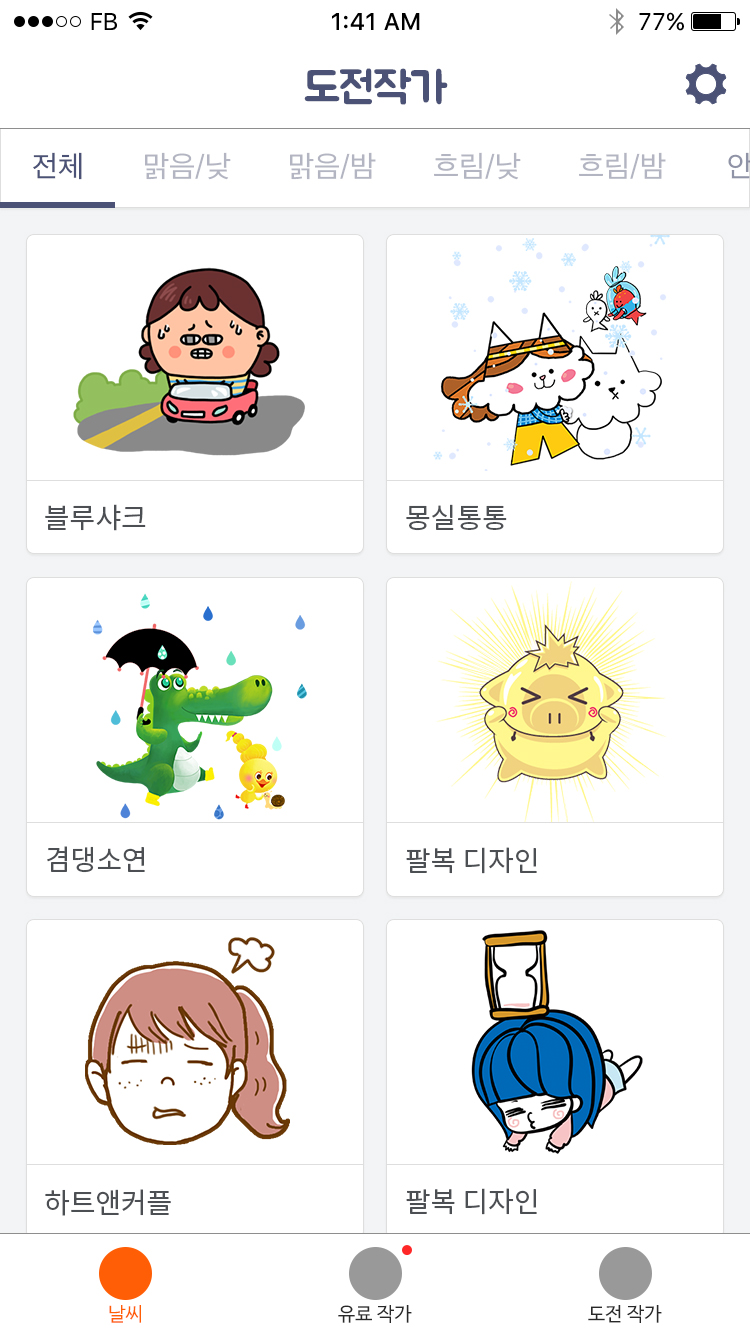 FB 1:41 AM 77%
도전작가
전체 맑음/낮 맑음/밤 흐림/낮 흐림/밤 안
블루샤크 몽실통통
겸댕소연 팔복 디자인
하트앤커플 팔복 디자인
날씨 유료 작가 도전 작가